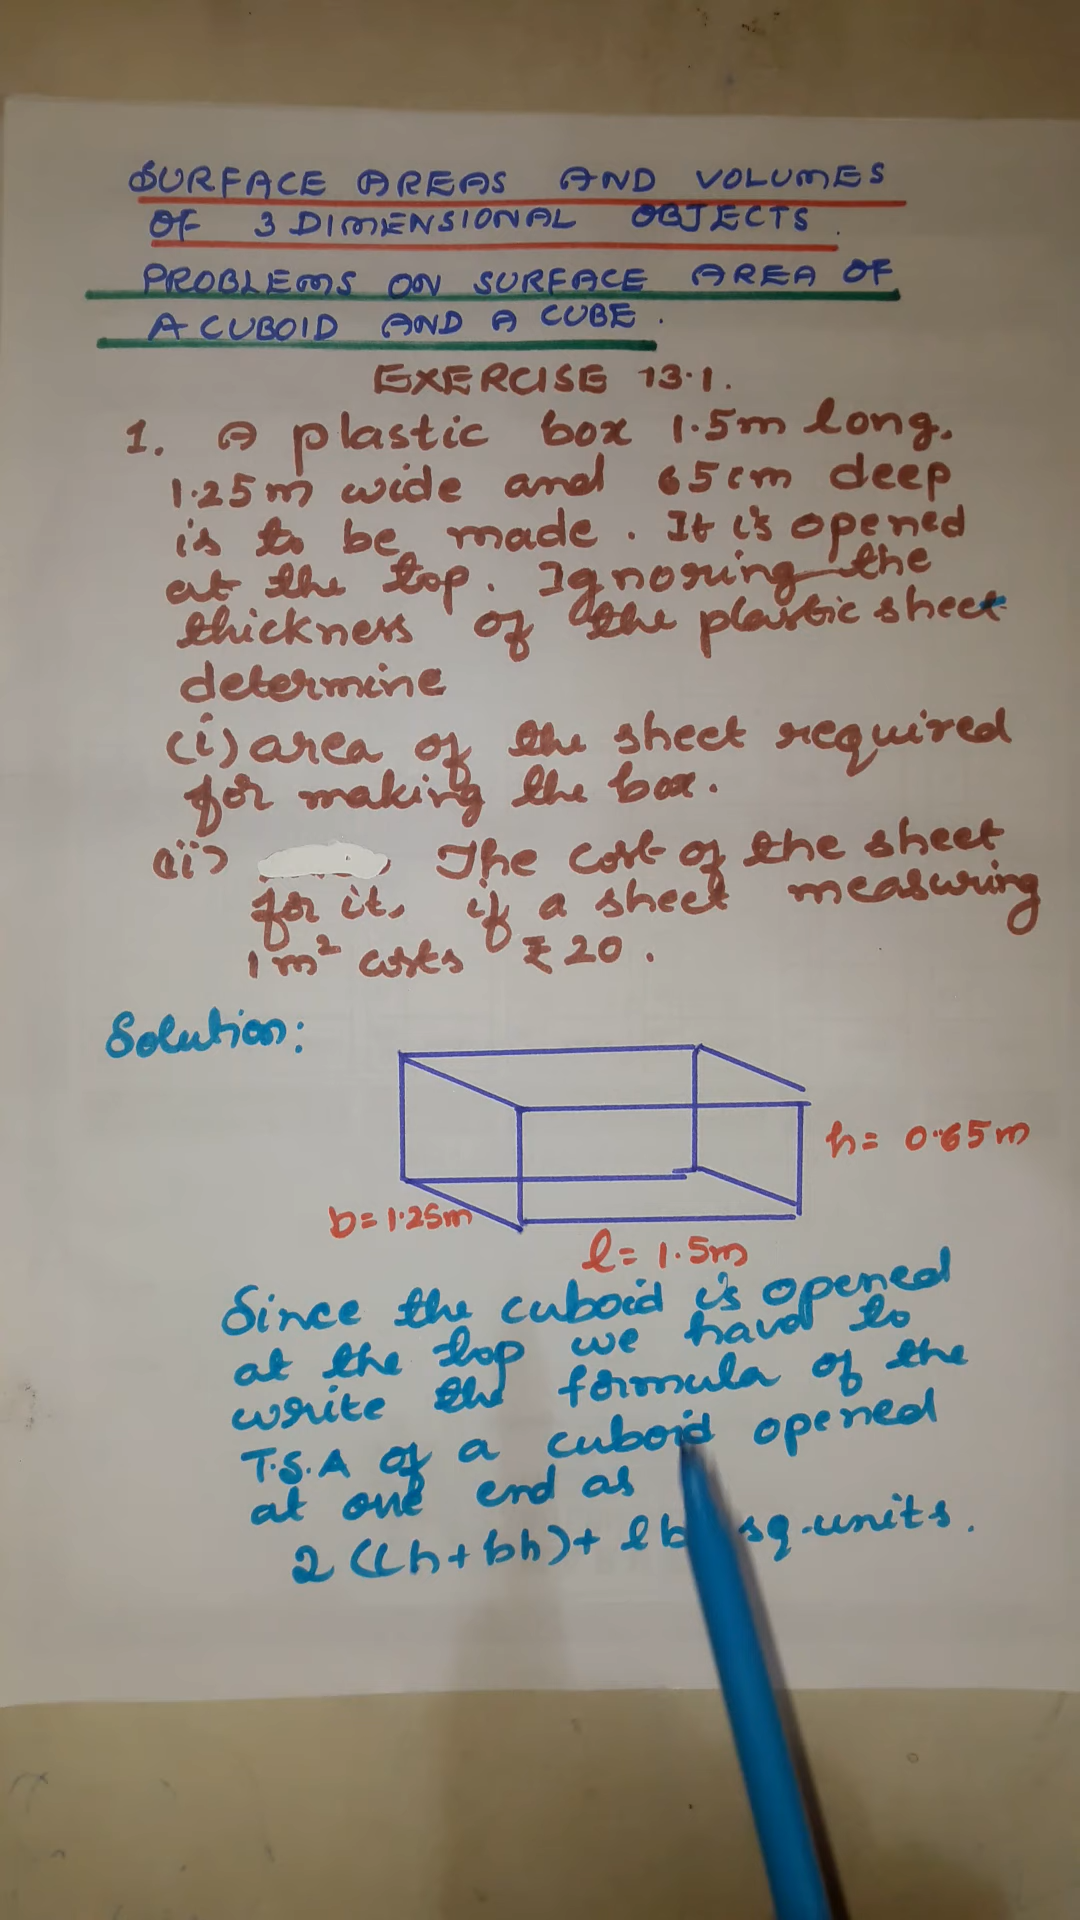 SURFACE AREAS AND VOLUMES
OF 3 DIMENSIONAL OBJECTS.
PROBLEMS ON SURFACE AREA OF
A CUBOID AND A CUBE.
EXERCISE 13.1.
1. A plastic box 1.5m long,
1.25m wide and 65cm deep
is to be made. It is opened
at the top. Ignoring the
thickness of the plastic sheet
determine
(i) area of the sheet required
for making the box.
(ii) The cost of the sheet
for it, if a sheet measuring
1m² costs ₹20.
Solution:
h= 0.65m
b=1.25m
l= 1.5m
Since the cuboid is opened
at the top we have to
write the formula of the
T.S.A of a cuboid opened
at one end as
2(lh+bh)+lb sq.units.